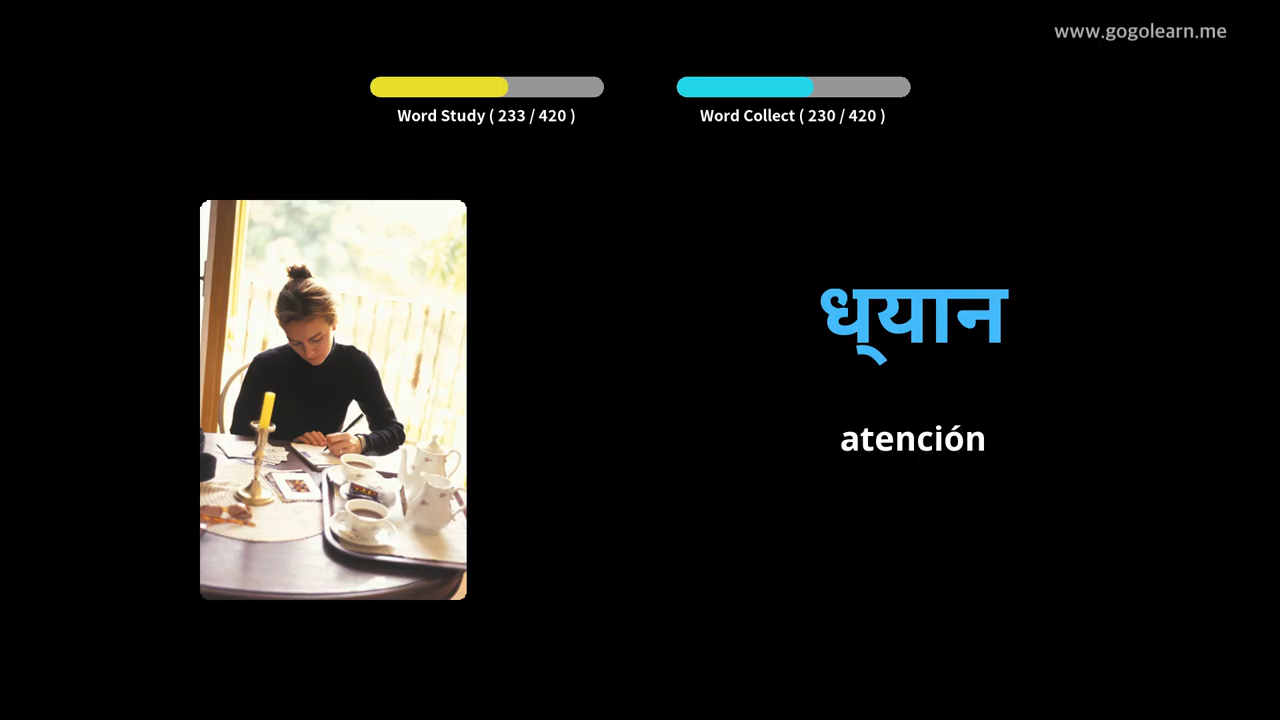 www.gogolearn.me
Word Study ( 233 / 420 )
Word Collect ( 230 / 420 )
ध्यान
atención